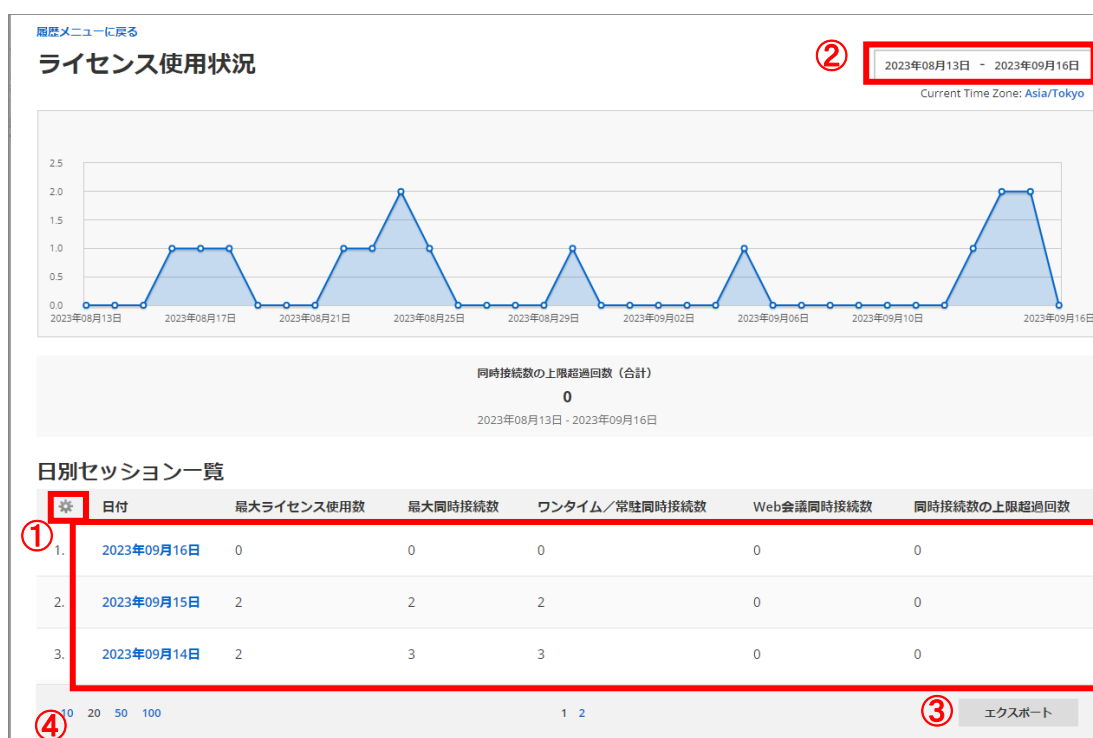 履歴メニューに戻る
ライセンス使用状況
② 2023年08月13日 - 2023年09月16日
Current Time Zone: Asia/Tokyo
2.5
2.0
1.5
1.0
0.5
0.0
2023年08月13日 2023年08月17日 2023年08月21日 2023年08月25日 2023年08月29日 2023年09月02日 2023年09月06日 2023年09月10日 2023年09月16日
同時接続数の上限超過回数（合計）
0
2023年08月13日 - 2023年09月16日
日別セッション一覧
日付 最大ライセンス使用数 最大同時接続数 ワンタイム／常駐同時接続数 Web会議同時接続数 同時接続数の上限超過回数
①
1. 2023年09月16日 0 0 0 0 0
2. 2023年09月15日 2 2 2 0 0
3. 2023年09月14日 2 3 3 0 0
④ 10 20 50 100 1 2 ③ エクスポート